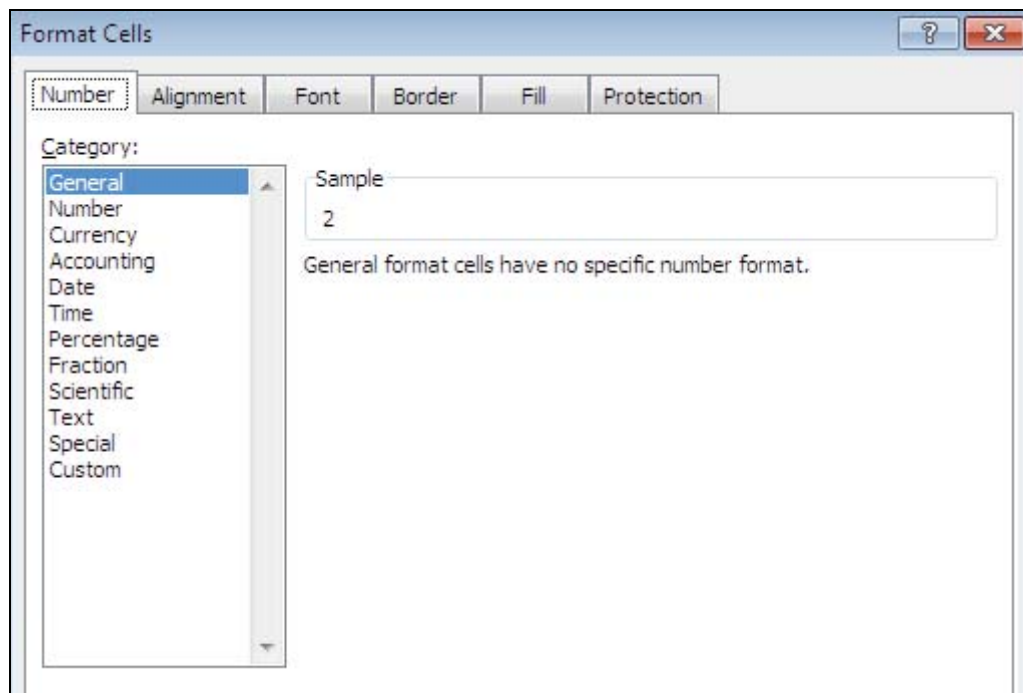 Format Cells
Number Alignment Font Border Fill Protection
Category:
General
Number
Currency
Accounting
Date
Time
Percentage
Fraction
Scientific
Text
Special
Custom
Sample
2
General format cells have no specific number format.